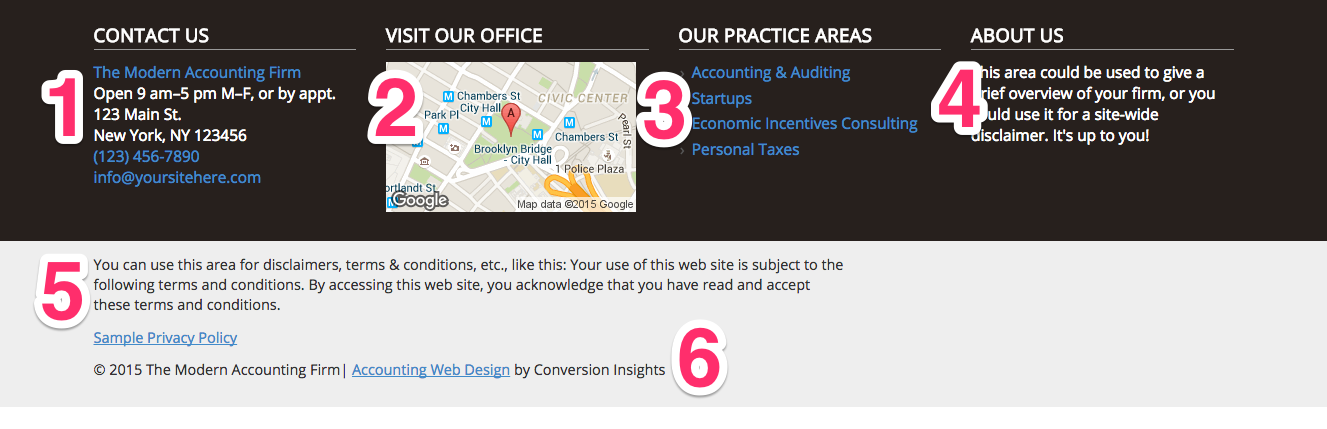 CONTACT US
The Modern Accounting Firm
Open 9 am–5 pm M–F, or by appt.
123 Main St.
New York, NY 123456
(123) 456-7890
info@yoursitehere.com
1
VISIT OUR OFFICE
Chambers St
City Hall
CIVIC CENTER
Park Pl
A
Chambers St
Pearl St
Brooklyn Bridge
- City Hall
1 Police Plaza
ortlandt St
Google
Map data ©2015 Google
2
OUR PRACTICE AREAS
› Accounting & Auditing
Startups
Economic Incentives Consulting
› Personal Taxes
3
ABOUT US
his area could be used to give a
rief overview of your firm, or you
ould use it for a site-wide
disclaimer. It's up to you!
4
You can use this area for disclaimers, terms & conditions, etc., like this: Your use of this web site is subject to the
following terms and conditions. By accessing this web site, you acknowledge that you have read and accept
these terms and conditions.
5
Sample Privacy Policy
© 2015 The Modern Accounting Firm| Accounting Web Design by Conversion Insights
6